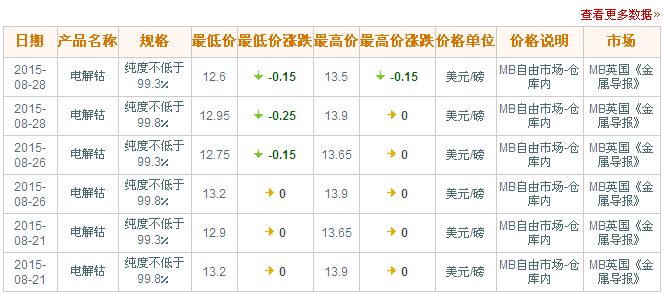 查看更多数据»
日期 产品名称 规格 最低价 最低价涨跌 最高价 最高价涨跌 价格单位 价格说明 市场
2015-08-28 电解钴 纯度不低于99.3% 12.6 -0.15 13.5 -0.15 美元/磅 MB自由市场-仓库内 MB英国《金属导报》
2015-08-28 电解钴 纯度不低于99.8% 12.95 -0.25 13.9 0 美元/磅 MB自由市场-仓库内 MB英国《金属导报》
2015-08-26 电解钴 纯度不低于99.3% 12.75 -0.15 13.65 0 美元/磅 MB自由市场-仓库内 MB英国《金属导报》
2015-08-26 电解钴 纯度不低于99.8% 13.2 0 13.9 0 美元/磅 MB自由市场-仓库内 MB英国《金属导报》
2015-08-21 电解钴 纯度不低于99.3% 12.9 0 13.65 0 美元/磅 MB自由市场-仓库内 MB英国《金属导报》
2015-08-21 电解钴 纯度不低于99.8% 13.2 0 13.9 0 美元/磅 MB自由市场-仓库内 MB英国《金属导报》